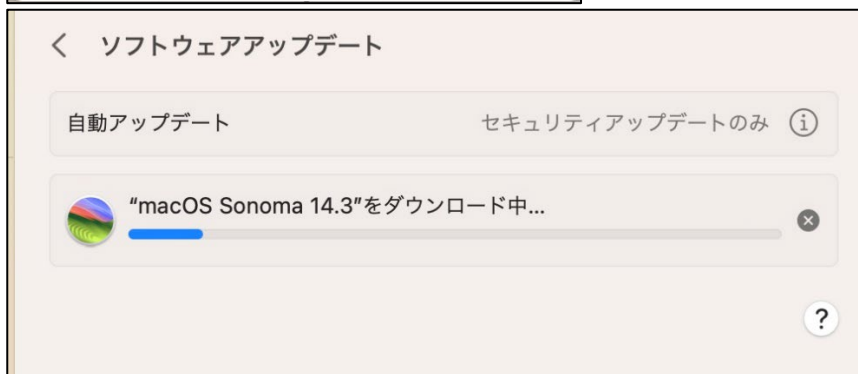 ソフトウェアアップデート
自動アップデート セキュリティアップデートのみ
“macOS Sonoma 14.3”をダウンロード中...
?